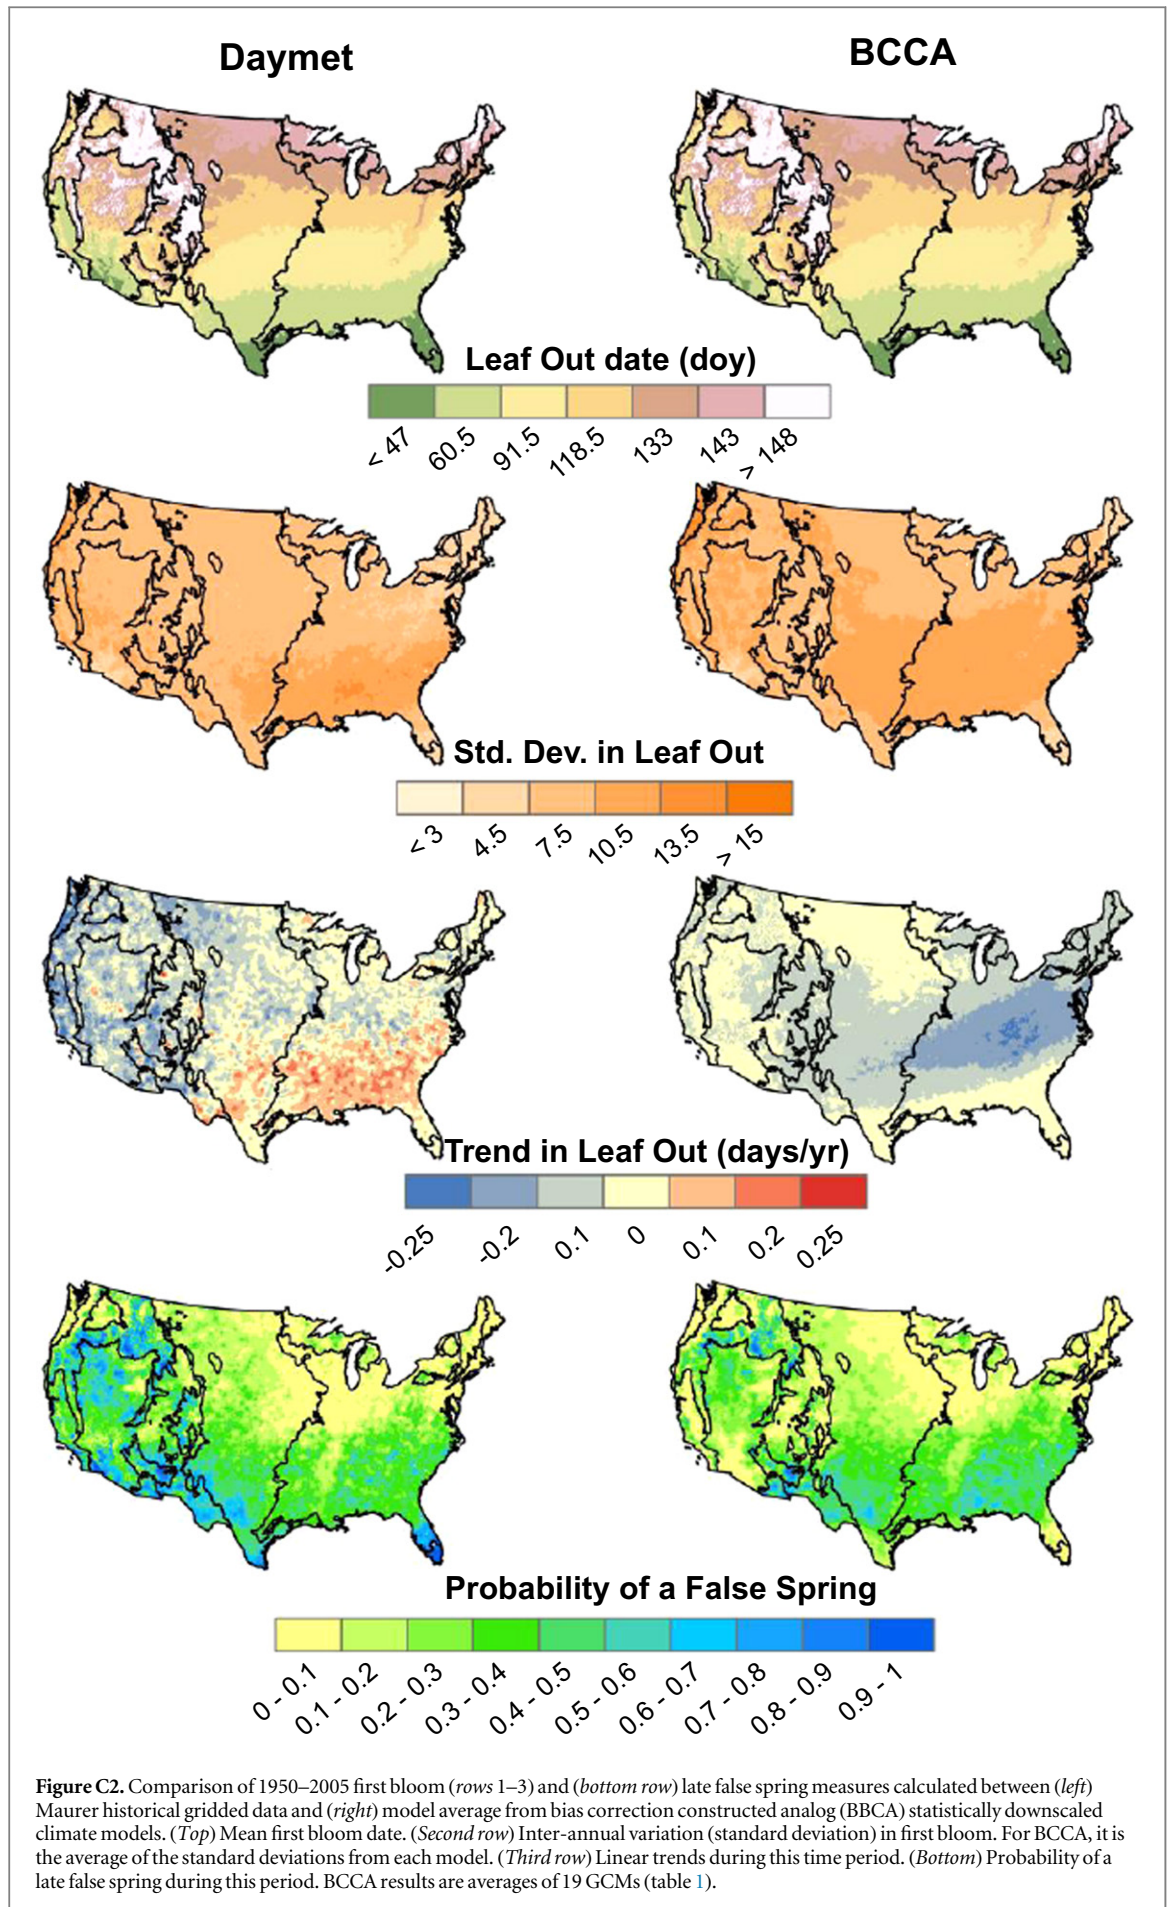 Daymet
BCCA
Leaf Out date (doy)
< 47
60.5
91.5
118.5
133
143
> 148
Std. Dev. in Leaf Out
< 3
4.5
7.5
10.5
13.5
> 15
Trend in Leaf Out (days/yr)
-0.25
-0.2
0.1
0
0.1
0.2
0.25
Probability of a False Spring
0 - 0.1
0.1 - 0.2
0.2 - 0.3
0.3 - 0.4
0.4 - 0.5
0.5 - 0.6
0.6 - 0.7
0.7 - 0.8
0.8 - 0.9
0.9 - 1
Figure C2. Comparison of 1950–2005 first bloom (rows 1–3) and (bottom row) late false spring measures calculated between (left)
Maurer historical gridded data and (right) model average from bias correction constructed analog (BBCA) statistically downscaled
climate models. (Top) Mean first bloom date. (Second row) Inter-annual variation (standard deviation) in first bloom. For BCCA, it is
the average of the standard deviations from each model. (Third row) Linear trends during this time period. (Bottom) Probability of a
late false spring during this period. BCCA results are averages of 19 GCMs (table 1).